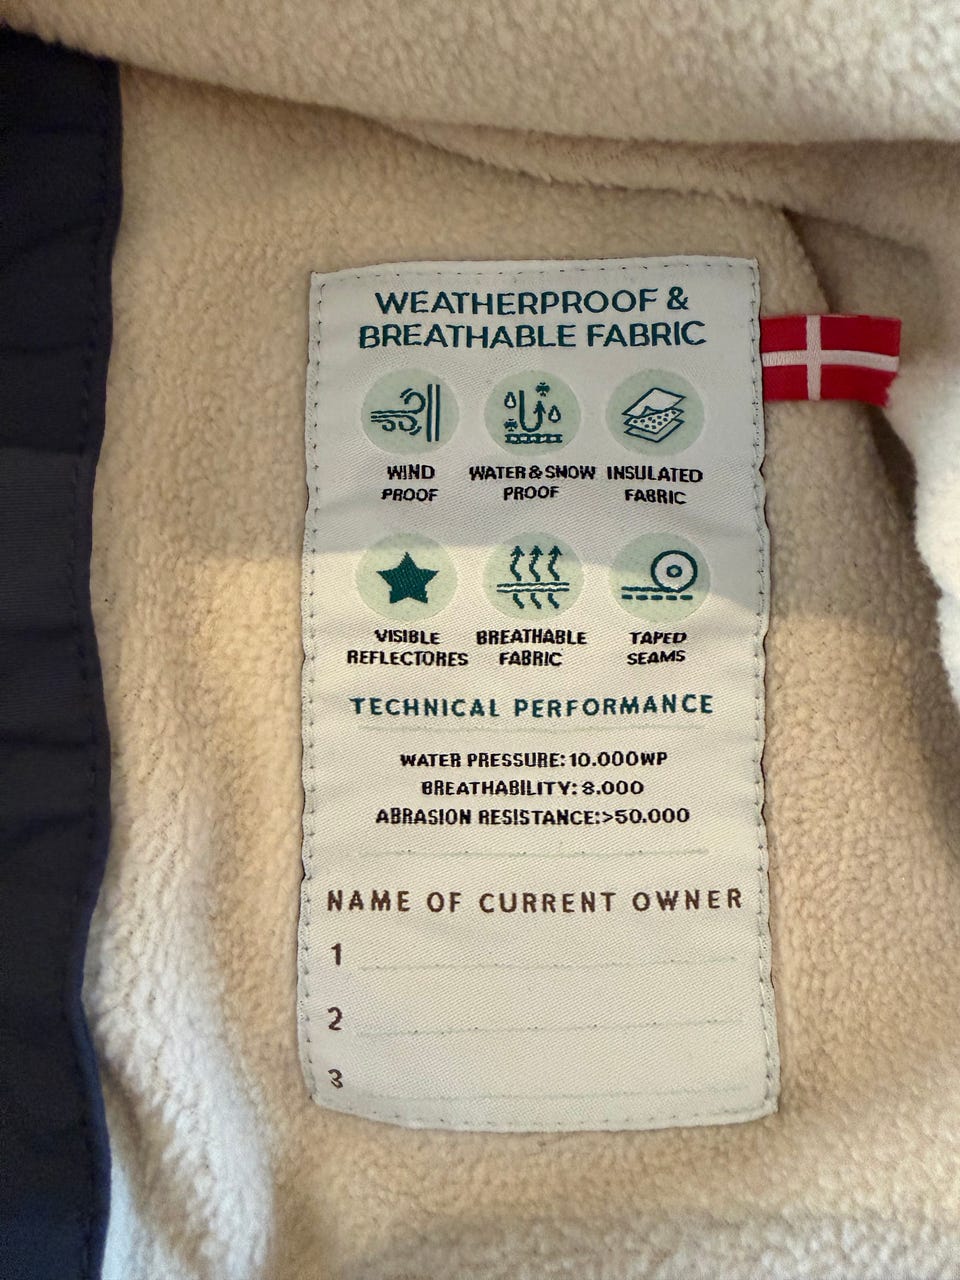 WEATHERPROOF &
BREATHABLE FABRIC
WIND PROOF
WATER & SNOW PROOF
INSULATED FABRIC
VISIBLE REFLECTORES
BREATHABLE FABRIC
TAPED SEAMS
TECHNICAL PERFORMANCE
WATER PRESSURE: 10.000WP
BREATHABILITY: 8.000
ABRASION RESISTANCE: >50.000
NAME OF CURRENT OWNER
1
2
3